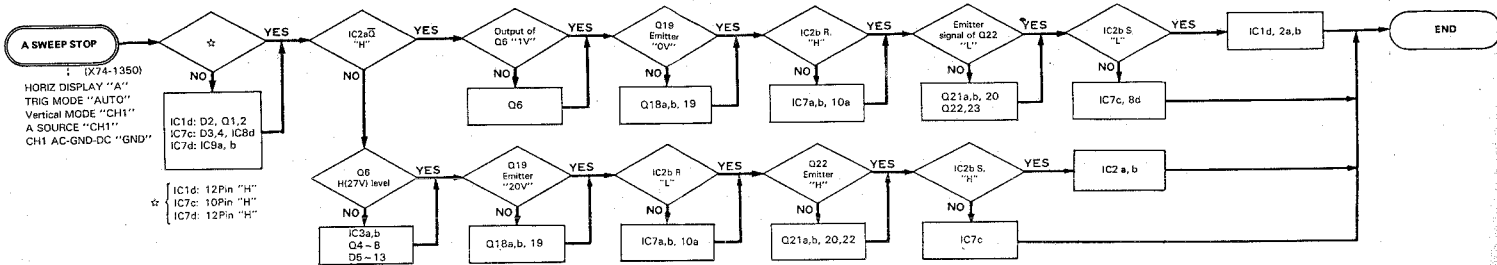 A SWEEP STOP
(X74-1350)
HORIZ DISPLAY "A"
TRIG MODE "AUTO"
Vertical MODE "CH1"
A SOURCE "CH1"
CH1 AC-GND-DC "GND"
☆
YES
NO
IC1d: D2, Q1,2
IC7c: D3,4, IC8d
IC7d: IC9a, b
☆ { IC1d: 12Pin "H"
IC7c: 10Pin "H"
IC7d: 12Pin "H"
IC2aQ̅
"H"
YES
NO
Output of
Q6 "1V"
YES
NO
Q6
Q19
Emitter
"0V"
YES
NO
Q18a,b, 19
IC2b R.
"H"
YES
NO
IC7a,b, 10a
Emitter
signal of Q22
"L"
YES
NO
Q21a,b, 20
Q22,23
IC2b S.
"L"
YES
NO
IC7c, 8d
IC1d, 2a,b
END
Q6
H(27V) level
YES
NO
IC3a,b
Q4~8
D6~13
Q19
Emitter
"20V"
YES
NO
Q18a,b, 19
IC2b R
"L"
YES
NO
IC7a,b, 10a
Q22
Emitter
"H"
YES
NO
Q21a,b, 20,22
IC2b S.
"H"
YES
NO
IC7c
IC2 a, b